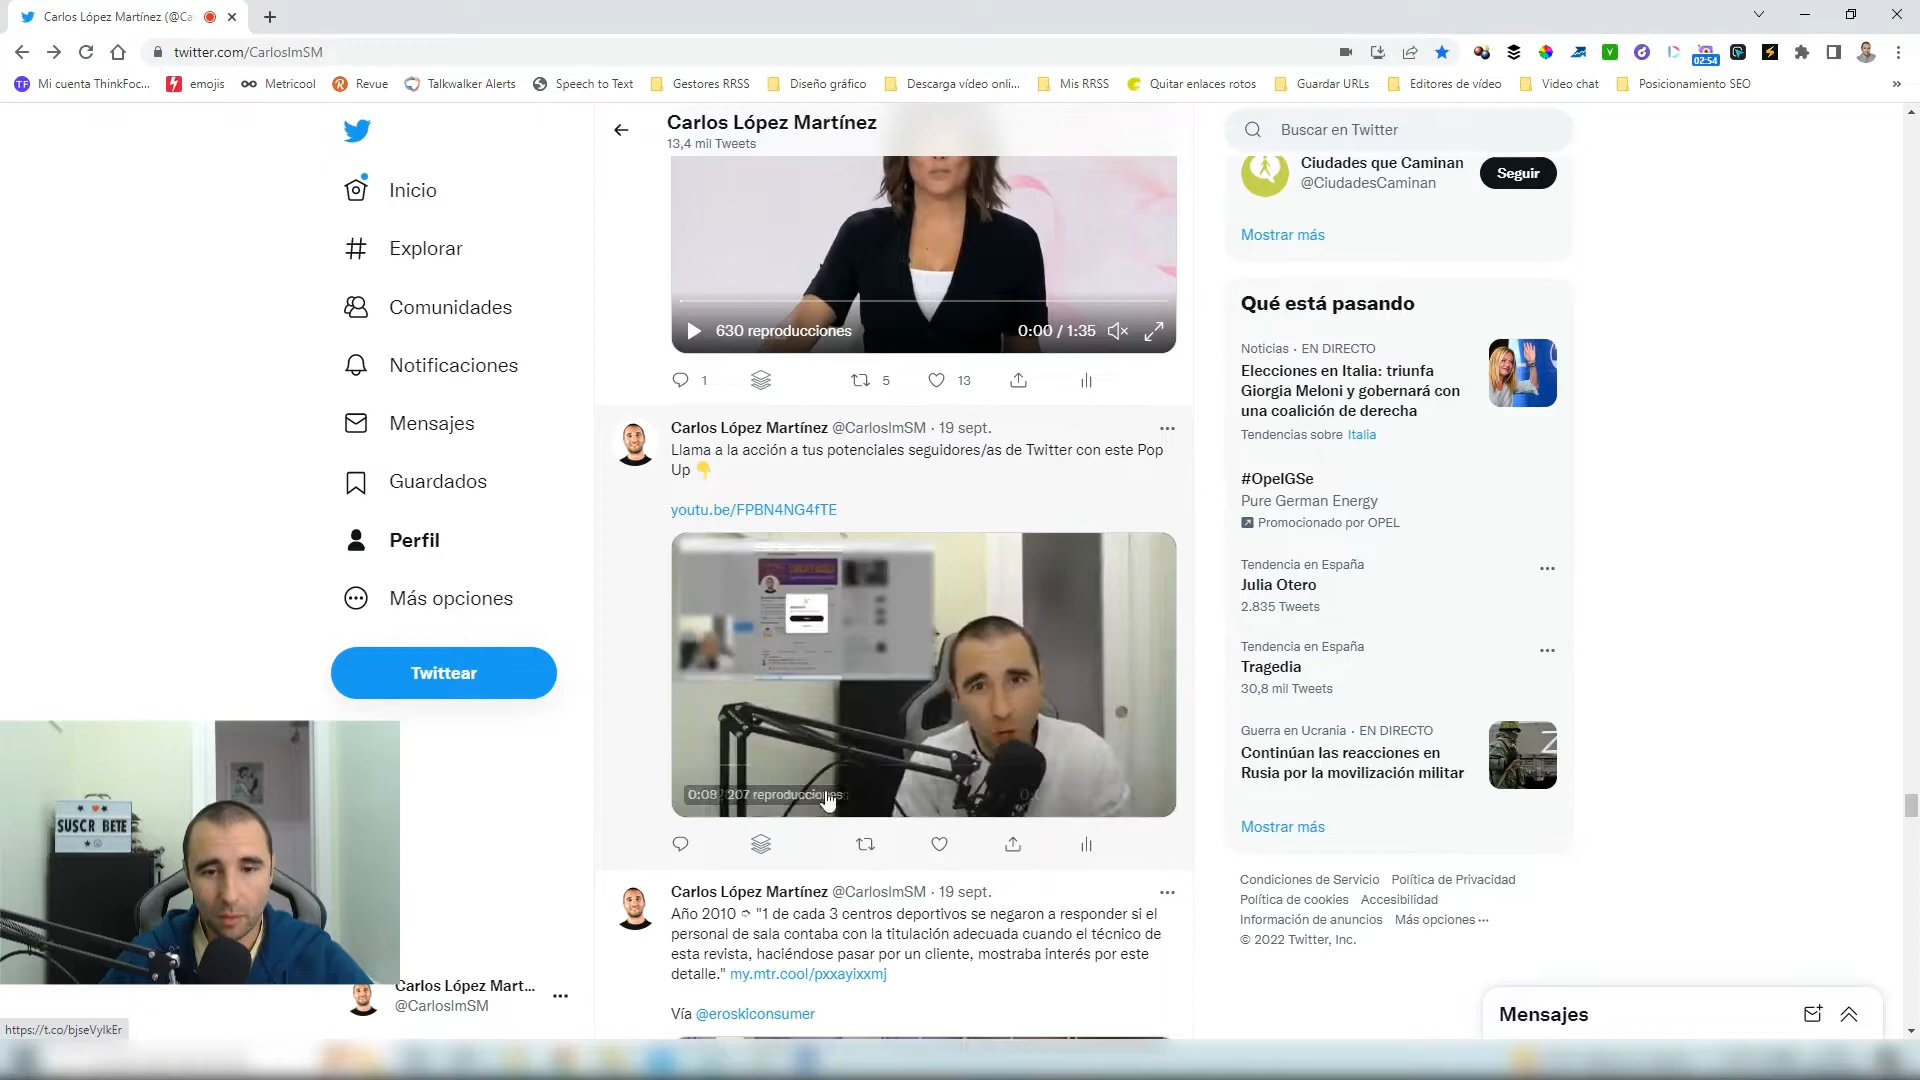 Carlos López Martínez (@Ca
twitter.com/CarloslmSM
02:54
Mi cuenta ThinkFoc...
emojis
Metricool
Revue
Talkwalker Alerts
Speech to Text
Gestores RRSS
Diseño gráfico
Descarga vídeo onli...
Mis RRSS
Quitar enlaces rotos
Guardar URLs
Editores de vídeo
Video chat
Posicionamiento SEO
Inicio
Explorar
Comunidades
Notificaciones
Mensajes
Guardados
Perfil
Más opciones
Twittear
SUSCR BETE
Carlos López Mart...
@CarloslmSM
https://t.co/bjseVylkEr
Carlos López Martínez
13,4 mil Tweets
630 reproducciones
0:00 / 1:35
1
5
13
Carlos López Martínez @CarloslmSM · 19 sept.
Llama a la acción a tus potenciales seguidores/as de Twitter con este Pop
Up 👇
youtu.be/FPBN4NG4fTE
0:08 207 reproducciones
Carlos López Martínez @CarloslmSM · 19 sept.
Año 2010 "1 de cada 3 centros deportivos se negaron a responder si el
personal de sala contaba con la titulación adecuada cuando el técnico de
esta revista, haciéndose pasar por un cliente, mostraba interés por este
detalle." my.mtr.cool/pxxayixxmj
Vía @eroskiconsumer
Buscar en Twitter
Ciudades que Caminan
@CiudadesCaminan
Seguir
Mostrar más
Qué está pasando
Noticias · EN DIRECTO
Elecciones en Italia: triunfa
Giorgia Meloni y gobernará con
una coalición de derecha
Tendencias sobre Italia
#OpelGSe
Pure German Energy
Promocionado por OPEL
Tendencia en España
Julia Otero
2.835 Tweets
Tendencia en España
Tragedia
30,8 mil Tweets
Guerra en Ucrania · EN DIRECTO
Continúan las reacciones en
Rusia por la movilización militar
Mostrar más
Condiciones de Servicio Política de Privacidad
Política de cookies Accesibilidad
Información de anuncios Más opciones ···
© 2022 Twitter, Inc.
Mensajes